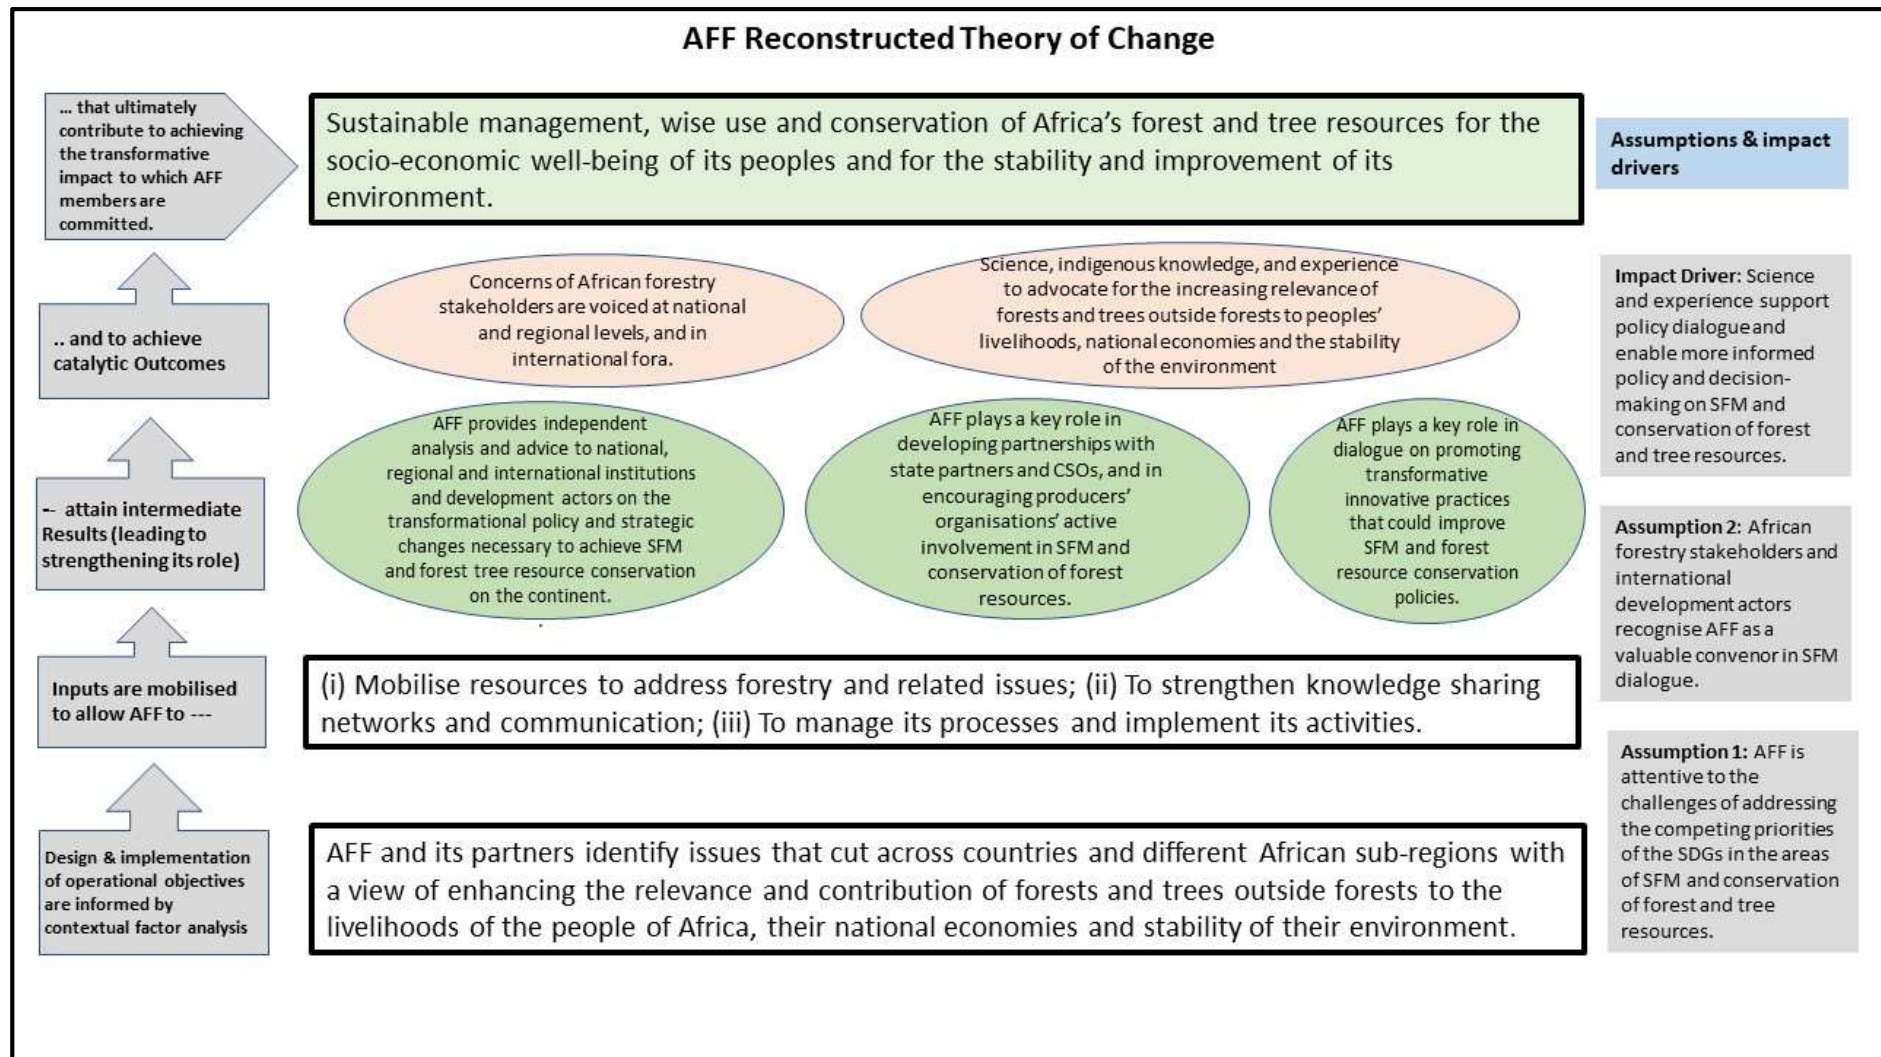 AFF Reconstructed Theory of Change
... that ultimately
contribute to achieving
the transformative
impact to which AFF
members are
committed.
Sustainable management, wise use and conservation of Africa’s forest and tree resources for the
socio-economic well-being of its peoples and for the stability and improvement of its
environment.
Assumptions & impact
drivers
.. and to achieve
catalytic Outcomes
Concerns of African forestry
stakeholders are voiced at national
and regional levels, and in
international fora.
Science, indigenous knowledge, and experience
to advocate for the increasing relevance of
forests and trees outside forests to peoples’
livelihoods, national economies and the stability
of the environment
Impact Driver: Science
and experience support
policy dialogue and
enable more informed
policy and decision-
making on SFM and
conservation of forest
and tree resources.
-- attain intermediate
Results (leading to
strengthening its role)
AFF provides independent
analysis and advice to national,
regional and international institutions
and development actors on the
transformational policy and strategic
changes necessary to achieve SFM
and forest tree resource conservation
on the continent.
AFF plays a key role in
developing partnerships with
state partners and CSOs, and in
encouraging producers’
organisations’ active
involvement in SFM and
conservation of forest
resources.
AFF plays a key role in
dialogue on promoting
transformative
innovative practices
that could improve
SFM and forest
resource conservation
policies.
Assumption 2: African
forestry stakeholders and
international
development actors
recognise AFF as a
valuable convenor in SFM
dialogue.
Inputs are mobilised
to allow AFF to ---
(i) Mobilise resources to address forestry and related issues; (ii) To strengthen knowledge sharing
networks and communication; (iii) To manage its processes and implement its activities.
Assumption 1: AFF is
attentive to the
challenges of addressing
the competing priorities
of the SDGs in the areas
of SFM and conservation
of forest and tree
resources.
Design & implementation
of operational objectives
are informed by
contextual factor analysis
AFF and its partners identify issues that cut across countries and different African sub-regions with
a view of enhancing the relevance and contribution of forests and trees outside forests to the
livelihoods of the people of Africa, their national economies and stability of their environment.